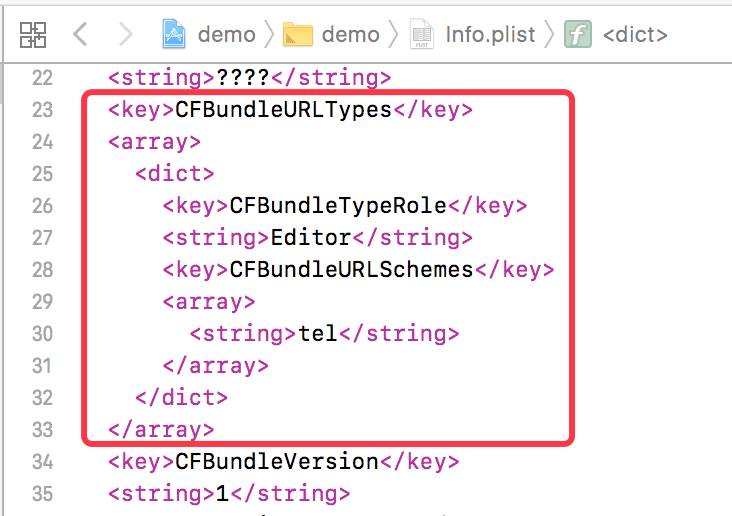 demo demo Info.plist <dict>
22 <string>????</string>
23 <key>CFBundleURLTypes</key>
24 <array>
25 <dict>
26 <key>CFBundleTypeRole</key>
27 <string>Editor</string>
28 <key>CFBundleURLSchemes</key>
29 <array>
30 <string>tel</string>
31 </array>
32 </dict>
33 </array>
34 <key>CFBundleVersion</key>
35 <string>1</string>